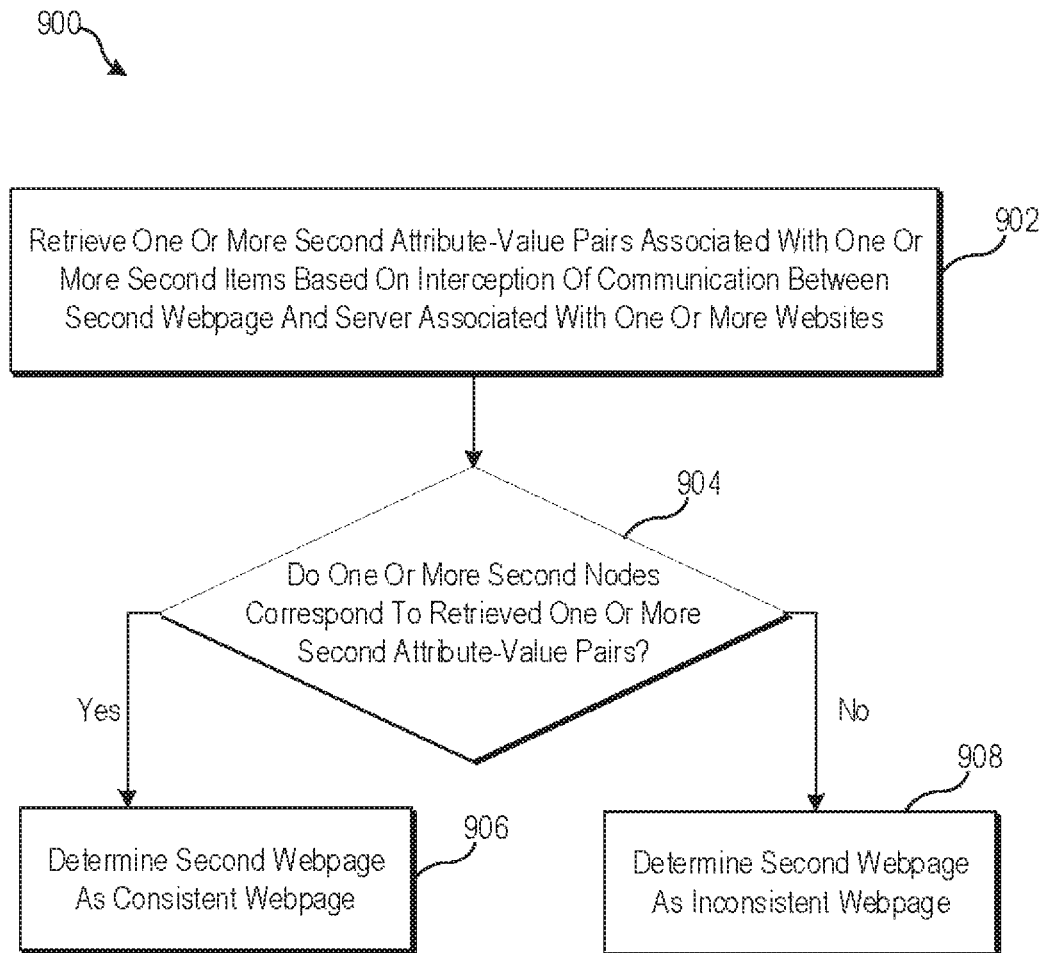 900
902
Retrieve One Or More Second Attribute-Value Pairs Associated With One Or
More Second Items Based On Interception Of Communication Between
Second Webpage And Server Associated With One Or More Websites
904
Do One Or More Second Nodes
Correspond To Retrieved One Or More
Second Attribute-Value Pairs?
Yes
No
906
Determine Second Webpage
As Consistent Webpage
908
Determine Second Webpage
As Inconsistent Webpage